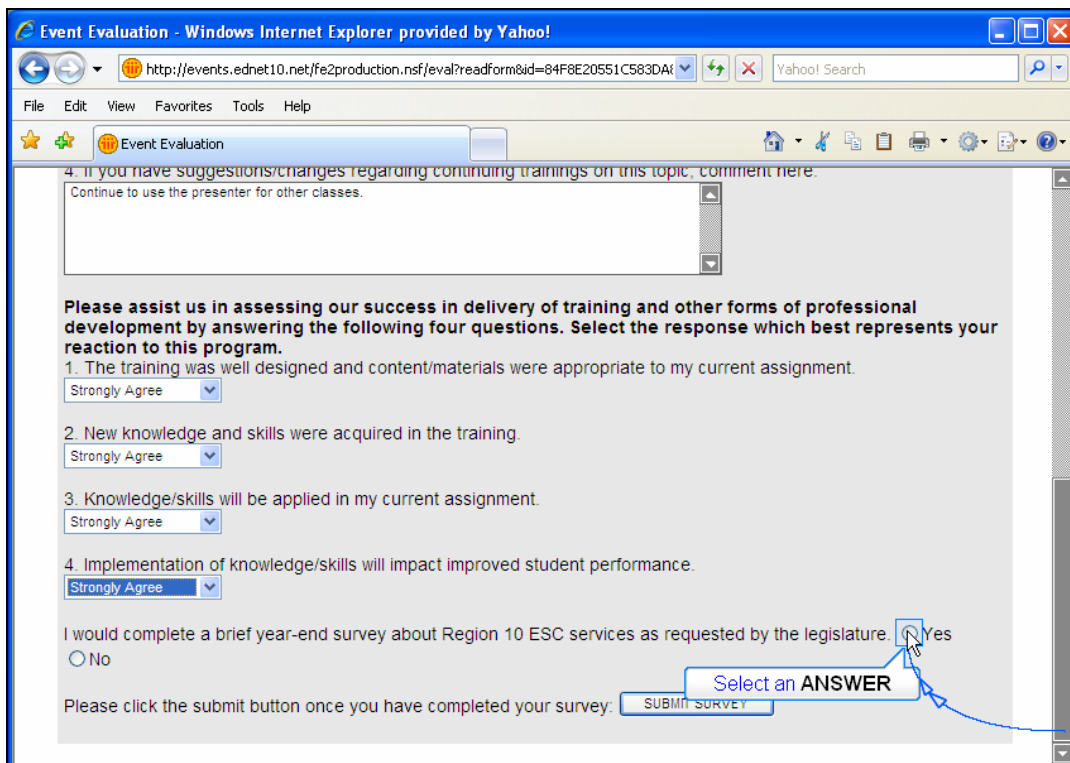 Event Evaluation - Windows Internet Explorer provided by Yahoo!
http://events.ednet10.net/fe2production.nsf/eval?readform&id=84F8E20551C583DA
Yahoo! Search
File Edit View Favorites Tools Help
Event Evaluation
4. If you have suggestions/changes regarding continuing trainings on this topic, comment here.
Continue to use the presenter for other classes.
Please assist us in assessing our success in delivery of training and other forms of professional
development by answering the following four questions. Select the response which best represents your
reaction to this program.
1. The training was well designed and content/materials were appropriate to my current assignment.
Strongly Agree
2. New knowledge and skills were acquired in the training.
Strongly Agree
3. Knowledge/skills will be applied in my current assignment.
Strongly Agree
4. Implementation of knowledge/skills will impact improved student performance.
Strongly Agree
I would complete a brief year-end survey about Region 10 ESC services as requested by the legislature. Yes
No
Select an ANSWER
Please click the submit button once you have completed your survey: SUBMIT SURVEY